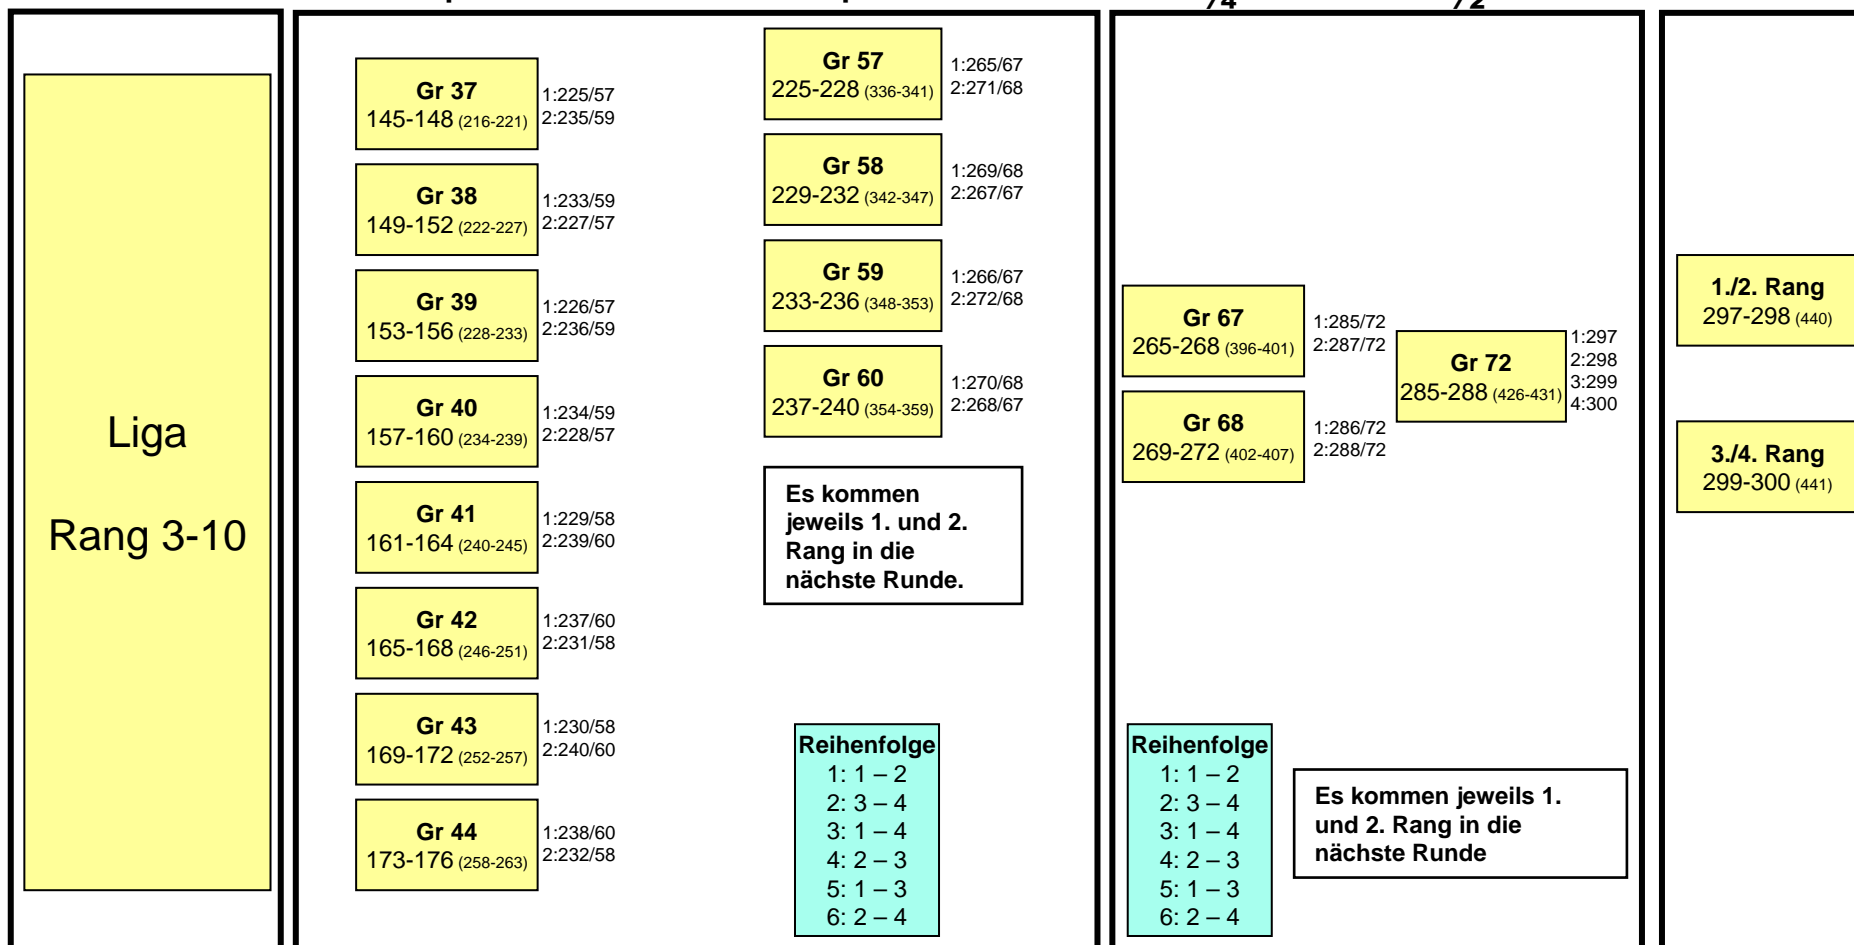 Liga
Rang 3-10
Gr 37
145-148 (216-221)
1:225/57
2:235/59
Gr 38
149-152 (222-227)
1:233/59
2:227/57
Gr 39
153-156 (228-233)
1:226/57
2:236/59
Gr 40
157-160 (234-239)
1:234/59
2:228/57
Gr 41
161-164 (240-245)
1:229/58
2:239/60
Gr 42
165-168 (246-251)
1:237/60
2:231/58
Gr 43
169-172 (252-257)
1:230/58
2:240/60
Gr 44
173-176 (258-263)
1:238/60
2:232/58
Gr 57
225-228 (336-341)
1:265/67
2:271/68
Gr 58
229-232 (342-347)
1:269/68
2:267/67
Gr 59
233-236 (348-353)
1:266/67
2:272/68
Gr 60
237-240 (354-359)
1:270/68
2:268/67
Es kommen
jeweils 1. und 2.
Rang in die
nächste Runde.
Reihenfolge
1: 1 – 2
2: 3 – 4
3: 1 – 4
4: 2 – 3
5: 1 – 3
6: 2 – 4
Gr 67
265-268 (396-401)
1:285/72
2:287/72
Gr 68
269-272 (402-407)
1:286/72
2:288/72
Gr 72
285-288 (426-431)
1:297
2:298
3:299
4:300
Reihenfolge
1: 1 – 2
2: 3 – 4
3: 1 – 4
4: 2 – 3
5: 1 – 3
6: 2 – 4
Es kommen jeweils 1.
und 2. Rang in die
nächste Runde
1./2. Rang
297-298 (440)
3./4. Rang
299-300 (441)